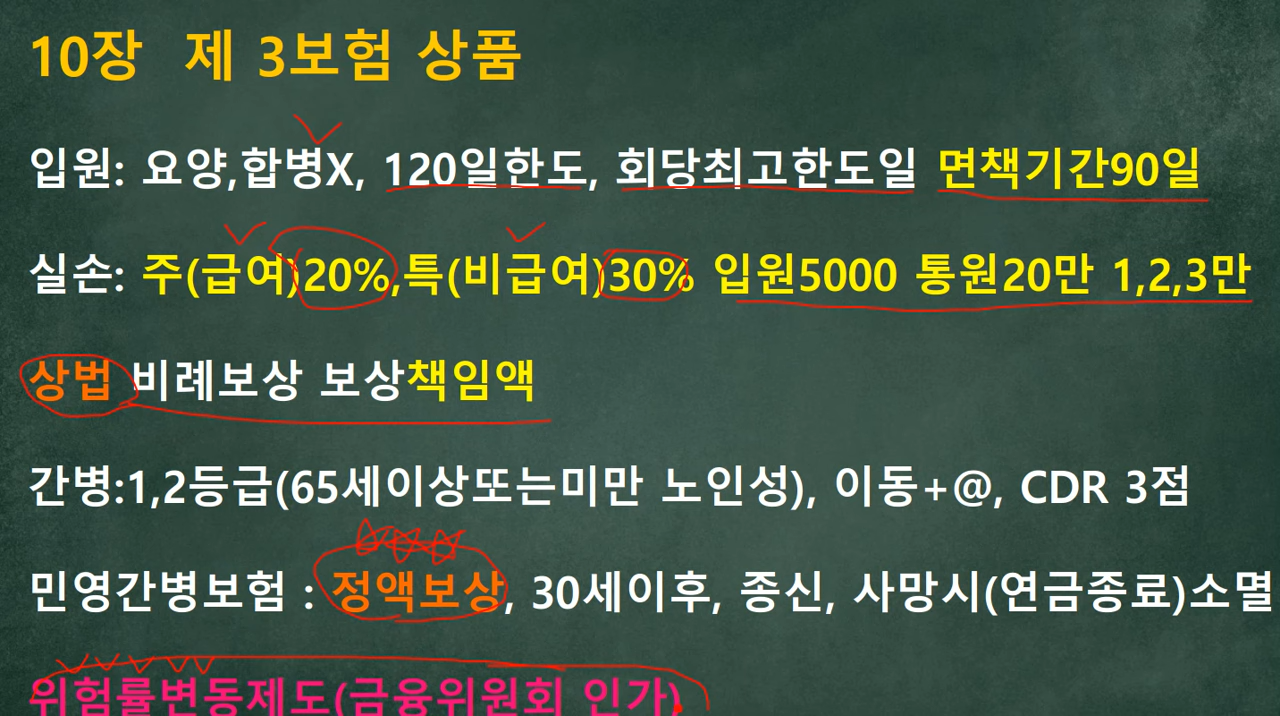 10장 제 3보험 상품
입원: 요양,합병X, 120일한도, 회당최고한도일 면책기간90일
실손: 주(급여)20%,특(비급여)30% 입원5000 통원20만 1,2,3만
상법 비례보상 보상책임액
간병:1,2등급(65세이상또는미만 노인성), 이동+@, CDR 3점
민영간병보험 : 정액보상, 30세이후, 종신, 사망시(연금종료)소멸
위험률변동제도(금융위원회 인가)